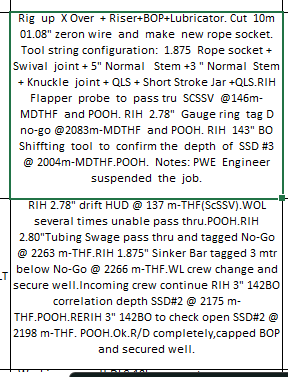 Rig up X Over + Riser+BOP+Lubricator. Cut 10m
01.08" zeron wire and make new rope socket.
Tool string configuration: 1.875 Rope socket +
Swival joint + 5" Normal Stem +3 " Normal Stem
+ Knuckle joint + QLS + Short Stroke Jar +QLS.RIH
Flapper probe to pass tru SCSSV @146m-
MDTHF and POOH. RIH 2.78" Gauge ring tag D
no-go @2083m-MDTHF and POOH. RIH 143" BO
Shiffting tool to confirm the depth of SSD #3
@ 2004m-MDTHF.POOH. Notes: PWE Engineer
suspended the job.
RIH 2.78" drift HUD @ 137 m-THF(ScSSV).WOL
several times unable pass thru.POOH.RIH
2.80"Tubing Swage pass thru and tagged No-Go
@ 2263 m-THF.RIH 1.875" Sinker Bar tagged 3 mtr
below No-Go @ 2266 m-THF.WL crew change and
LT
secure well.Incoming crew continue RIH 3" 142BO
correlation depth SSD#2 @ 2175 m-
THF.POOH.RERIH 3" 142BO to check open SSD#2 @
2198 m-THF. POOH.Ok.R/D completely,capped BOP
and secured well.